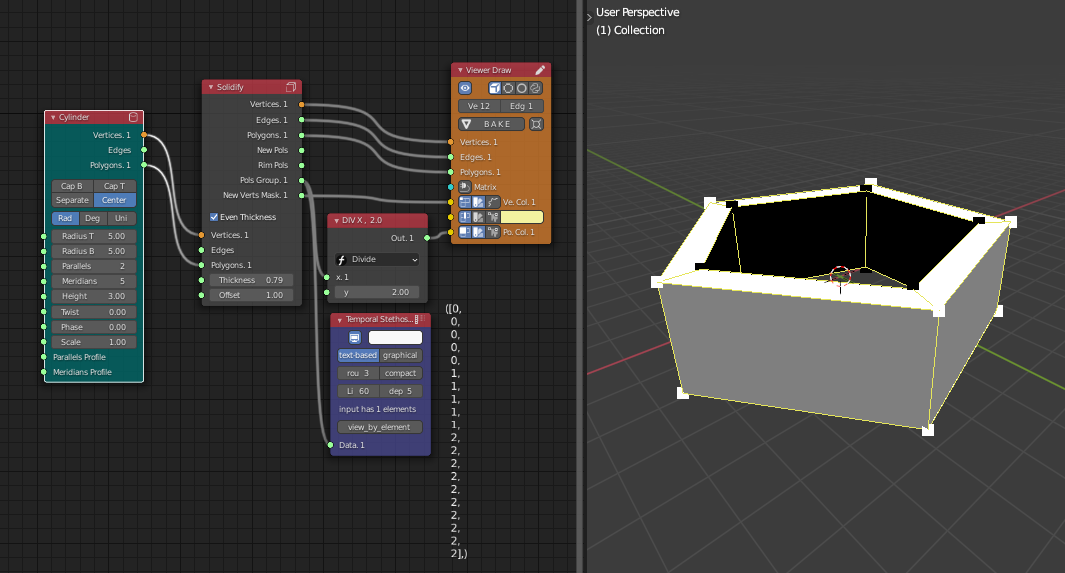 Cylinder
Vertices. 1
Edges
Polygons. 1
Cap B
Cap T
Separate
Center
Rad
Deg
Uni
Radius T 5.00
Radius B 5.00
Parallels 2
Meridians 5
Height 3.00
Twist 0.00
Phase 0.00
Scale 1.00
Parallels Profile
Meridians Profile
Solidify
Vertices. 1
Edges. 1
Polygons. 1
New Pols
Rim Pols
Pols Group. 1
New Verts Mask. 1
Even Thickness
Vertices. 1
Edges
Polygons. 1
Thickness 0.79
Offset 1.00
DIV X , 2.0
Out. 1
Divide
x. 1
y 2.00
Temporal Stethos...
text-based
graphical
rou 3
compact
Li 60
dep 5
input has 1 elements
view_by_element
Data. 1
Viewer Draw
Ve 12
Edg 1
BAKE
Vertices. 1
Edges. 1
Polygons. 1
Matrix
Ve. Col. 1
Po. Col. 1
([0,
0,
0,
0,
0,
1,
1,
1,
1,
1,
2,
2,
2,
2,
2,
2,
2,
2,
2,
2],)
User Perspective
(1) Collection